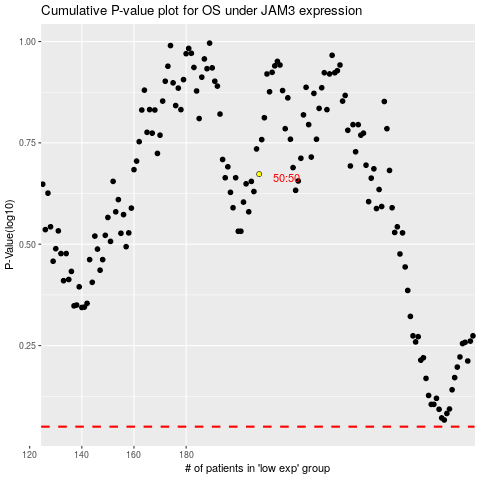 Cumulative P-value plot for OS under JAM3 expression
1.00
0.75
0.50
0.25
P-Value(log10)
50:50
120 140 160 180
# of patients in 'low exp' group